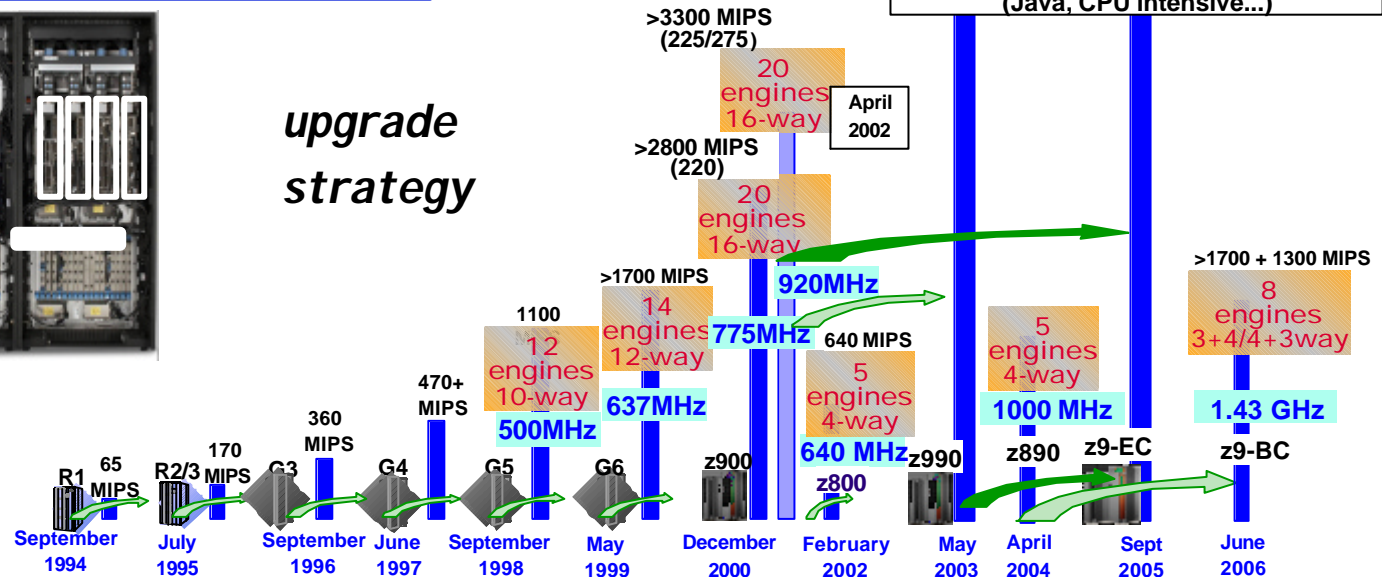 (Java, CPU intensive...)
upgrade
strategy
>3300 MIPS
(225/275)
20
engines
16-way
April
2002
>2800 MIPS
(220)
20
engines
16-way
920MHz
775MHz
>1700 MIPS
14
engines
12-way
637MHz
1100
12
engines
10-way
500MHz
470+
MIPS
360
MIPS
170
MIPS
65
MIPS
640 MIPS
5
engines
4-way
640 MHz
5
engines
4-way
1000 MHz
>1700 + 1300 MIPS
8
engines
3+4/4+3way
1.43 GHz
R1
R2/3
G3
G4
G5
G6
z900
z800
z990
z890
z9-EC
z9-BC
September
1994
July
1995
September
1996
June
1997
September
1998
May
1999
December
2000
February
2002
May
2003
April
2004
Sept
2005
June
2006